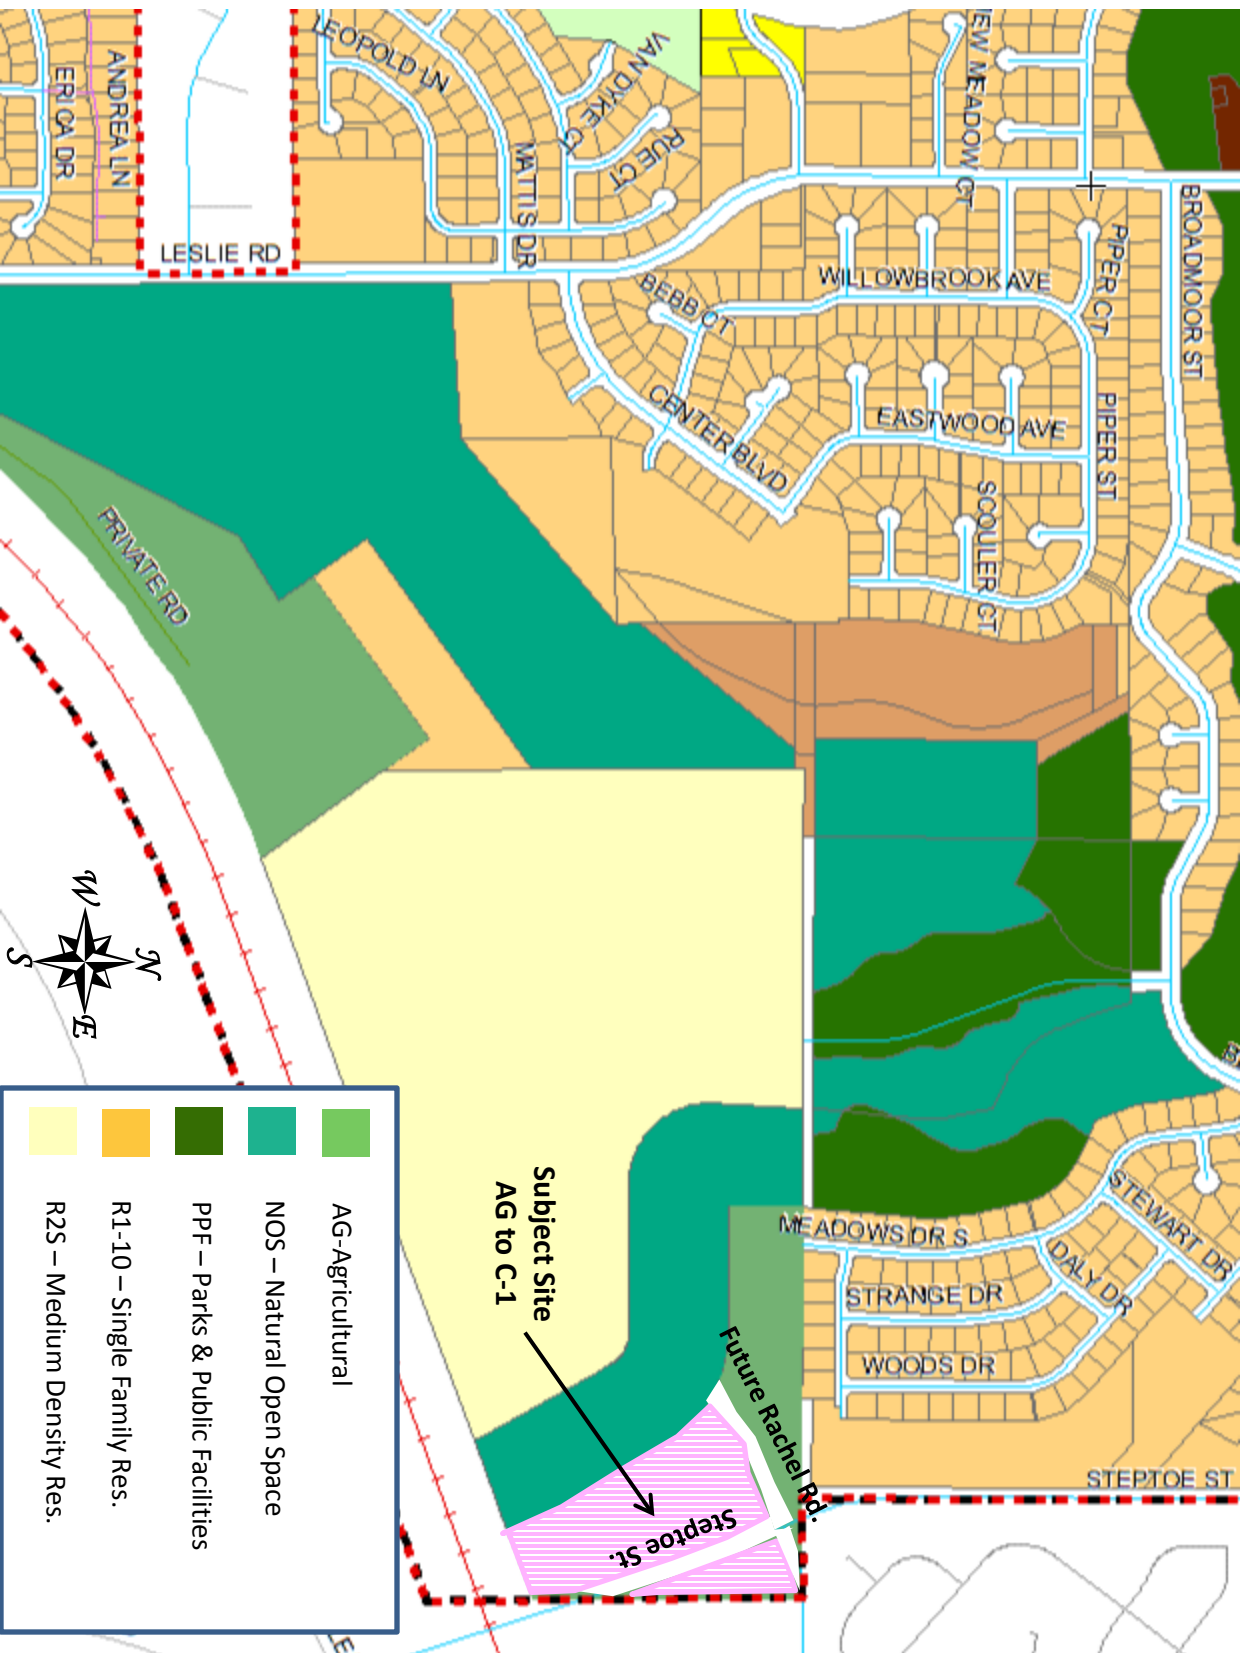 LEOPOLD LN
VAN DYKE CT
RUE CT
MATTIS DR
ANDREA LN
ERICA DR
LESLIE RD
MEADOW CT
BROADMOOR ST
PIPER CT
WILLOWBROOK AVE
BEBB CT
CENTER BLVD
EASTWOOD AVE
PIPER ST
SCOULER CT
PRIVATE RD
STEWART DR
MEADOWS DR S
DALY DR
STRANGE DR
WOODS DR
STEPTOE ST
Future Rachel Rd.
Steptoe St.
Subject Site
AG to C-1
N
W
E
S
AG-Agricultural
NOS – Natural Open Space
PPF – Parks & Public Facilities
R1-10 – Single Family Res.
R2S – Medium Density Res.